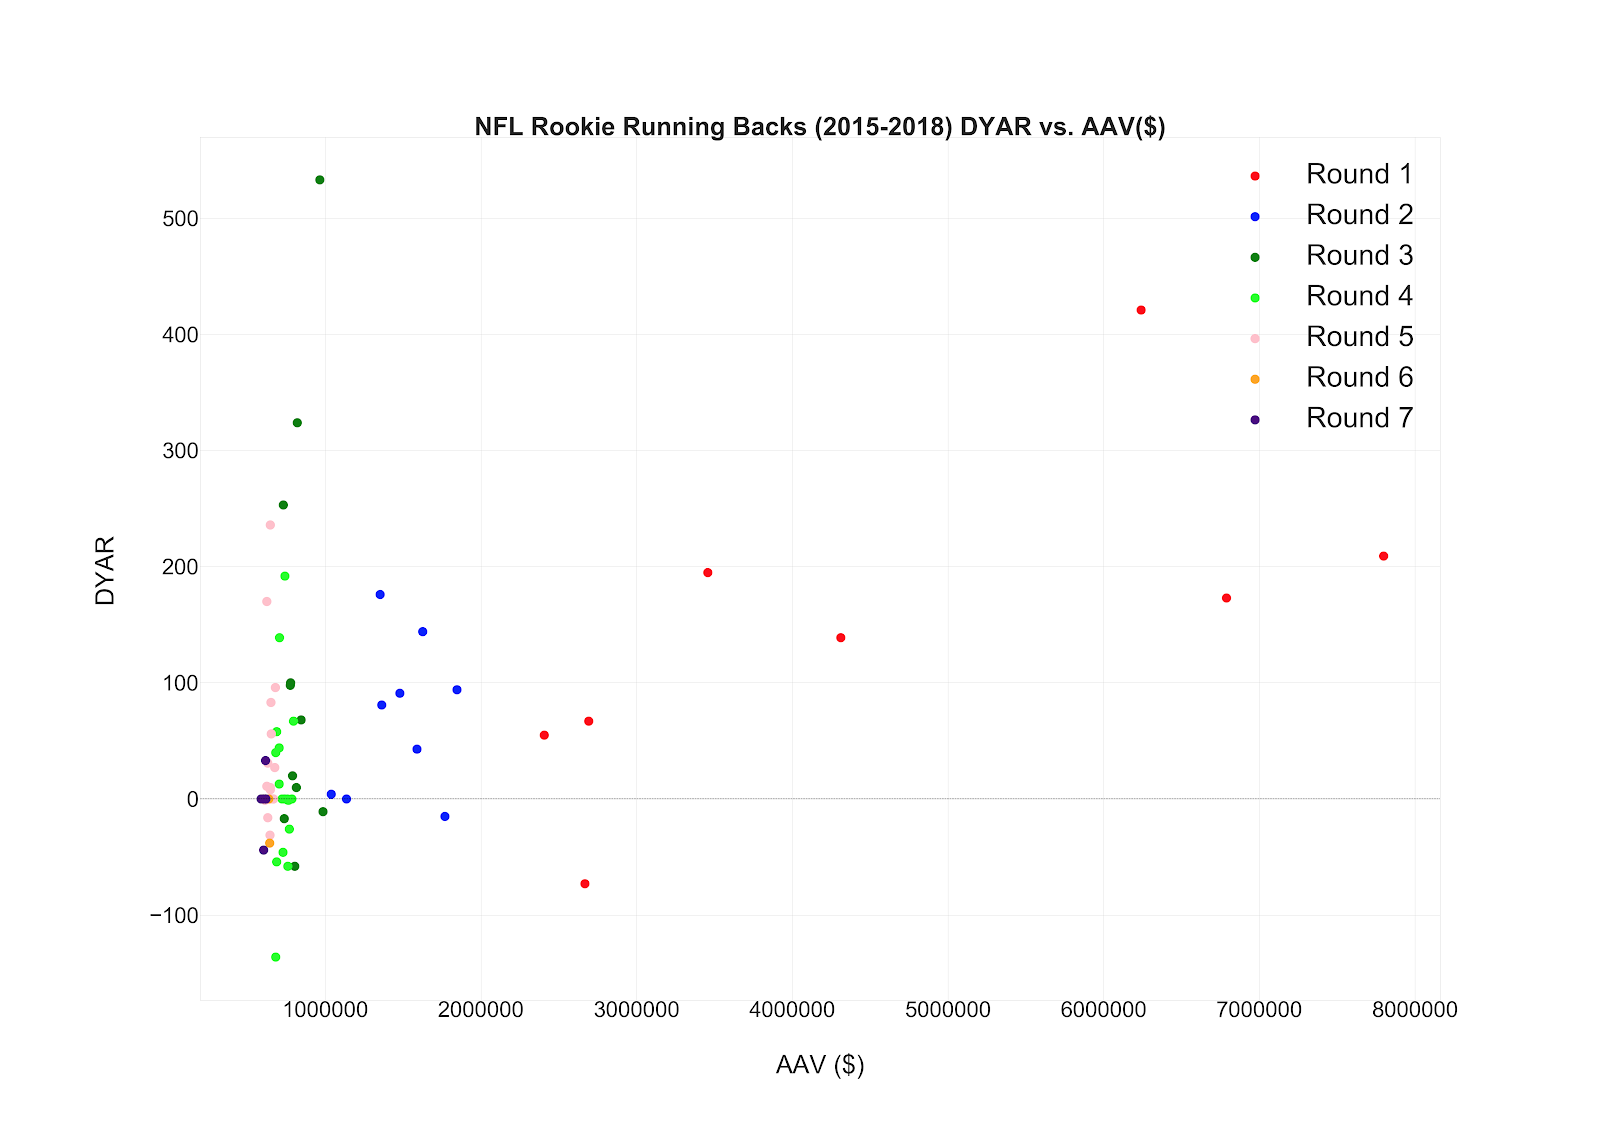 NFL Rookie Running Backs (2015-2018) DYAR vs. AAV($)
Round 1
Round 2
Round 3
Round 4
Round 5
Round 6
Round 7
500
400
300
200
100
0
−100
DYAR
1000000 2000000 3000000 4000000 5000000 6000000 7000000 8000000
AAV ($)